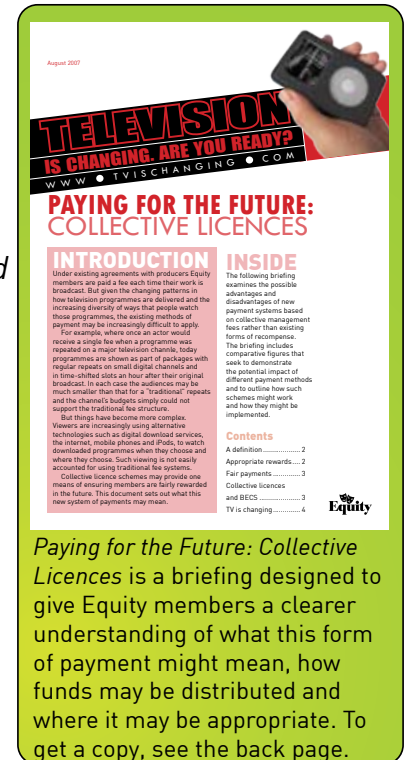 August 2007
TELEVISION
IS CHANGING. ARE YOU READY?
WWW ● TVISCHANGING ● COM
PAYING FOR THE FUTURE:
COLLECTIVE LICENCES
INTRODUCTION
Under existing agreements with producers Equity
members are paid a fee each time their work is
broadcast. But given the changing patterns in
how television programmes are delivered and the
increasing diversity of ways that people watch
those programmes, the existing methods of
payment may be increasingly difficult to apply.
For example, where once an actor would
receive a single fee when a programme was
repeated on a major television channle, today
programmes are shown as part of packages with
regular repeats on small digital channels and
in time-shifted slots an hour after their original
broadcast. In each case the audiences may be
much smaller than that for a "traditional" repeats
and the channel's budgets simply could not
support the traditional fee structure.
But things have become more complex.
Viewers are increasingly using alternative
technologies such as digital download services,
the internet, mobile phones and iPods, to watch
downloaded programmes when they choose and
where they choose. Such viewing is not easily
accounted for using traditional fee systems.
Collective licence schemes may provide one
means of ensuring members are fairly rewarded
in the future. This document sets out what this
new system of payments may mean.
INSIDE
The following briefing
examines the possible
advantages and
disadvantages of new
payment systems based
on collective management
fees rather than existing
forms of recompense.
The briefing includes
comparative figures that
seek to demonstrate
the potential impact of
different payment methods
and to outline how such
schemes might work
and how they might be
implemented.
Contents
A definition.................. 2
Appropriate rewards.... 2
Fair payments............. 3
Collective licences
and BECS ................... 3
TV is changing............. 4
Equity
d
Paying for the Future: Collective
Licences is a briefing designed to
give Equity members a clearer
understanding of what this form
of payment might mean, how
funds may be distributed and
where it may be appropriate. To
get a copy, see the back page.